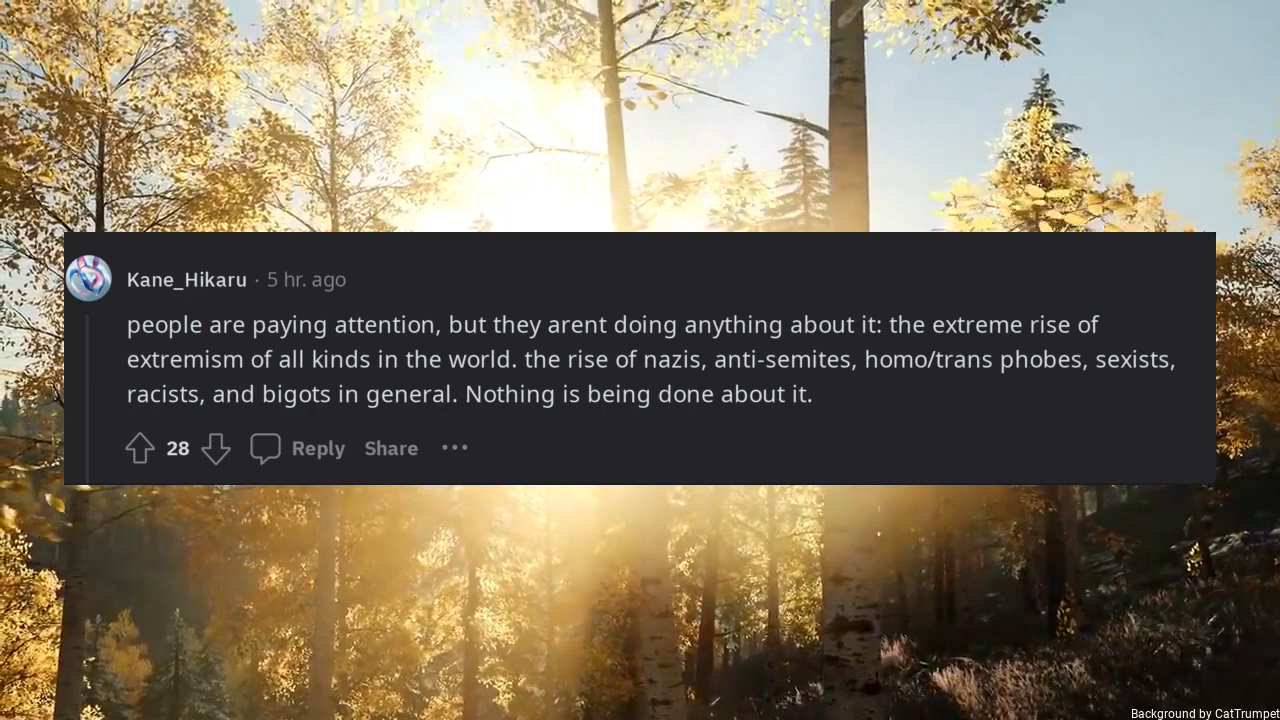 Kane_Hikaru · 5 hr. ago
people are paying attention, but they arent doing anything about it: the extreme rise of
extremism of all kinds in the world. the rise of nazis, anti-semites, homo/trans phobes, sexists,
racists, and bigots in general. Nothing is being done about it.
28 Reply Share •••
Background by CatTrumpet